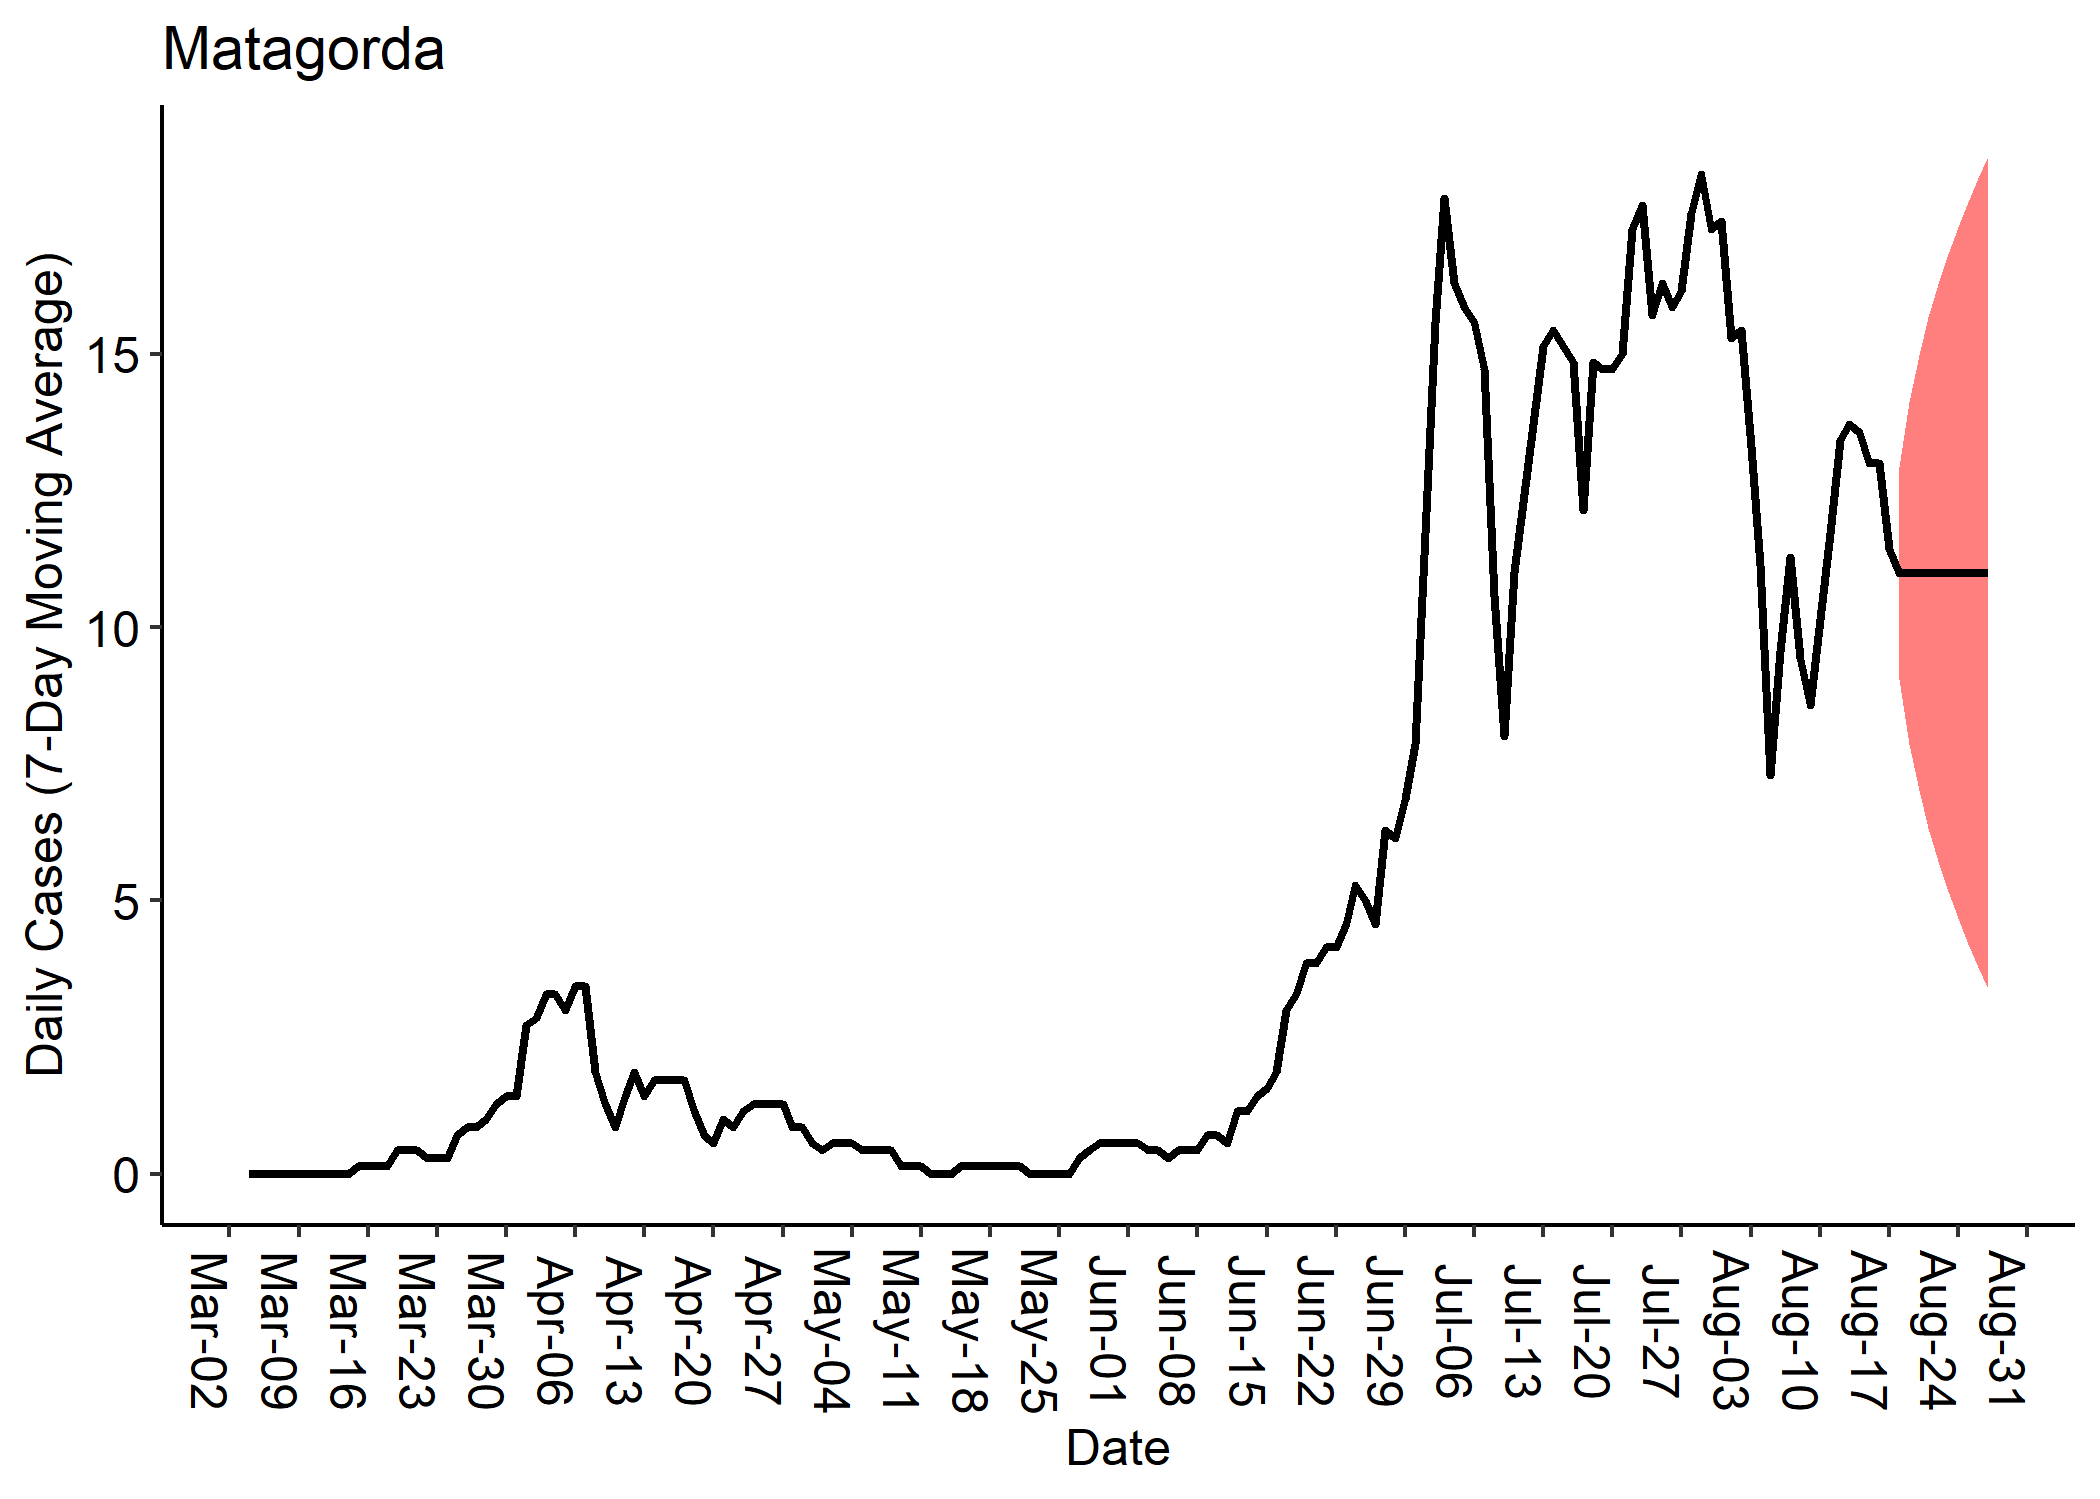 Matagorda
Daily Cases (7-Day Moving Average)
15
10
5
0
Mar-02
Mar-09
Mar-16
Mar-23
Mar-30
Apr-06
Apr-13
Apr-20
Apr-27
May-04
May-11
May-18
May-25
Jun-01
Jun-08
Jun-15
Jun-22
Jun-29
Jul-06
Jul-13
Jul-20
Jul-27
Aug-03
Aug-10
Aug-17
Aug-24
Aug-31
Date